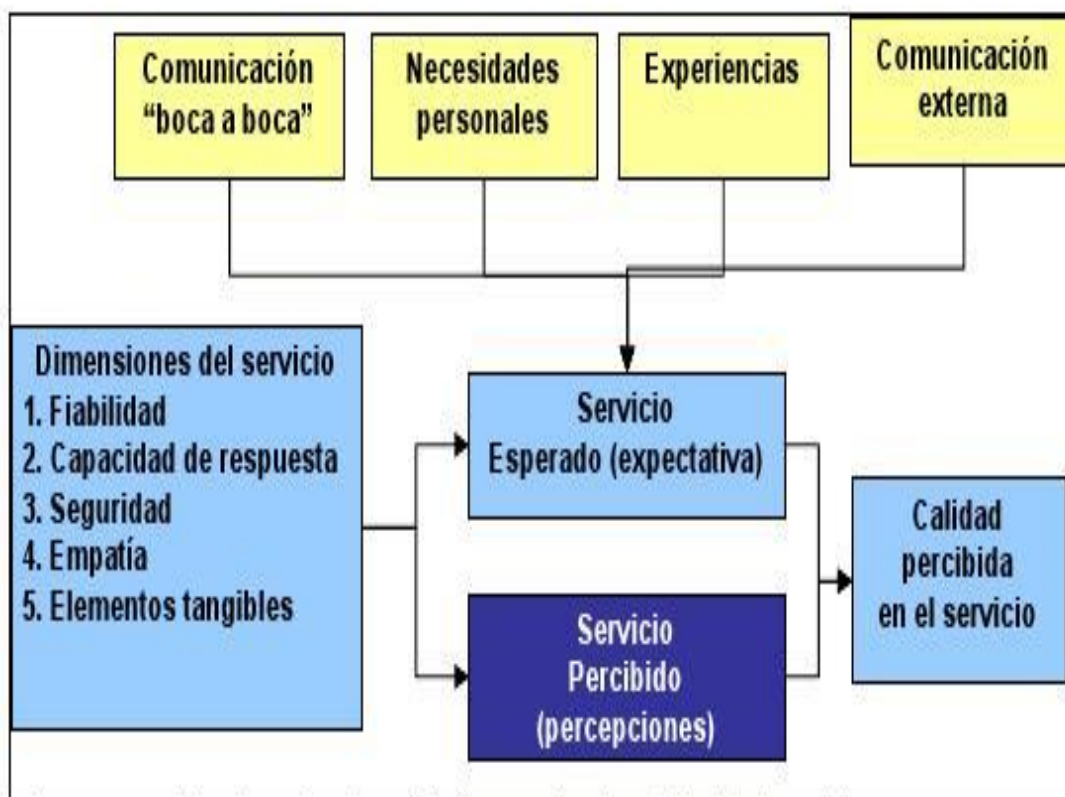 Comunicación
“boca a boca”
Necesidades
personales
Experiencias
Comunicación
externa
Dimensiones del servicio
1. Fiabilidad
2. Capacidad de respuesta
3. Seguridad
4. Empatía
5. Elementos tangibles
Servicio
Esperado (expectativa)
Servicio
Percibido
(percepciones)
Calidad
percibida
en el servicio